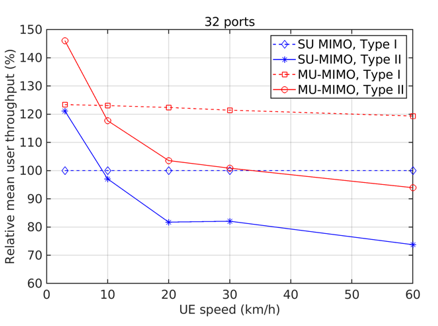 32 ports
150
140
130
120
110
100
90
80
70
60
Relative mean user throughput (%)
SU MIMO, Type I
SU-MIMO, Type II
MU-MIMO, Type I
MU-MIMO, Type II
0 10 20 30 40 50 60
UE speed (km/h)